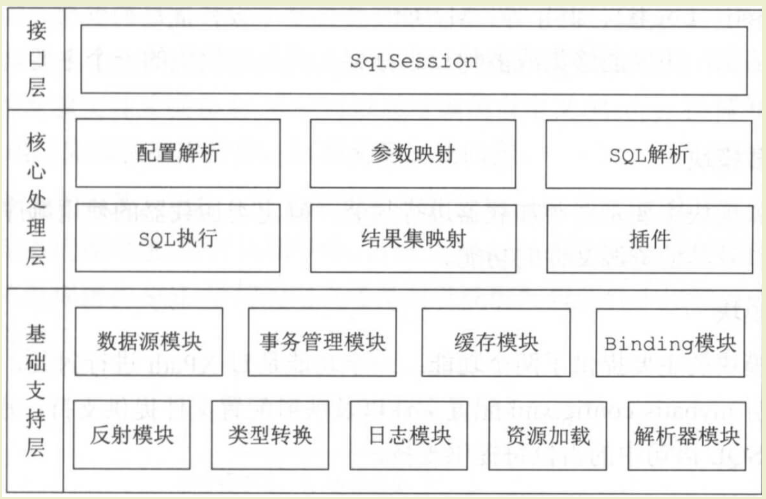 接口层
SqlSession
核心处理层
配置解析
参数映射
SQL解析
SQL执行
结果集映射
插件
基础支持层
数据源模块
事务管理模块
缓存模块
Binding模块
反射模块
类型转换
日志模块
资源加载
解析器模块